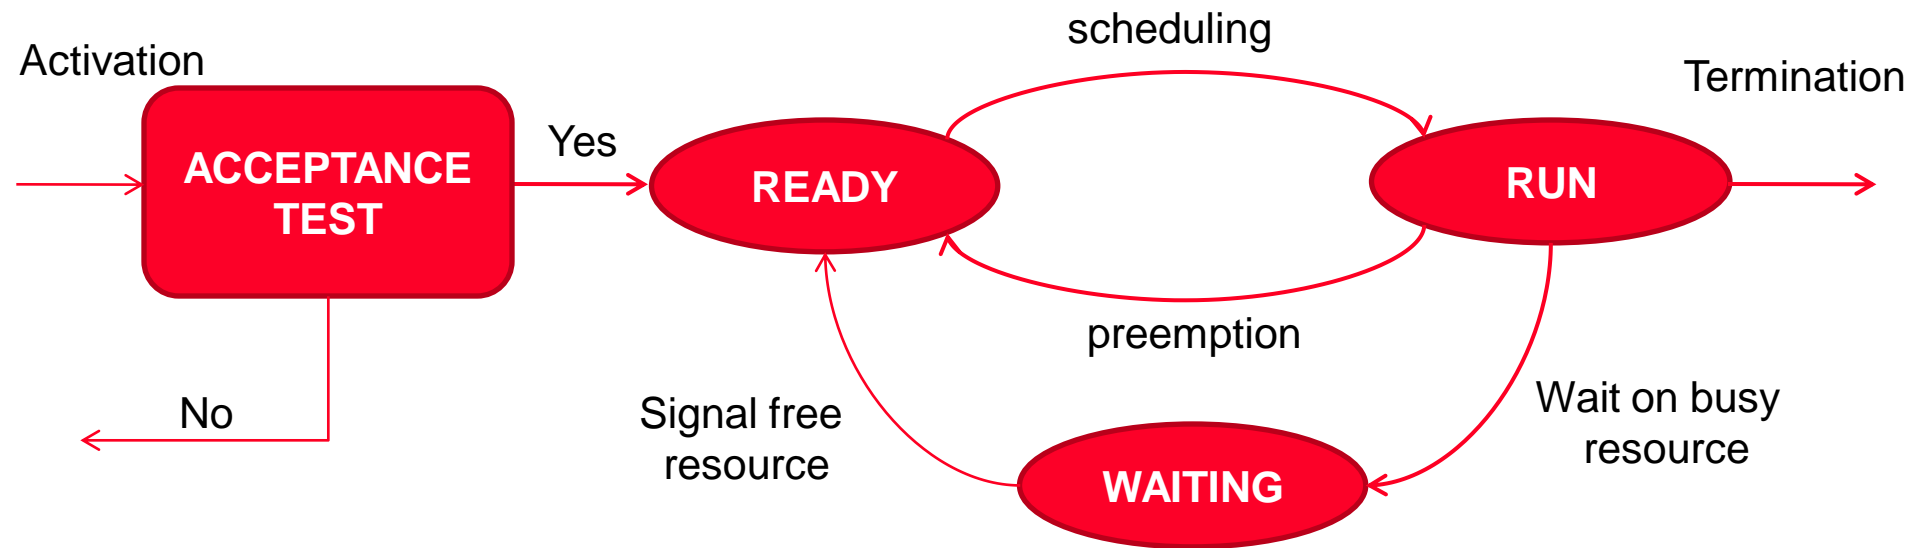 Activation
ACCEPTANCE
TEST
Yes
No
READY
scheduling
preemption
RUN
Termination
Signal free
resource
WAITING
Wait on busy
resource